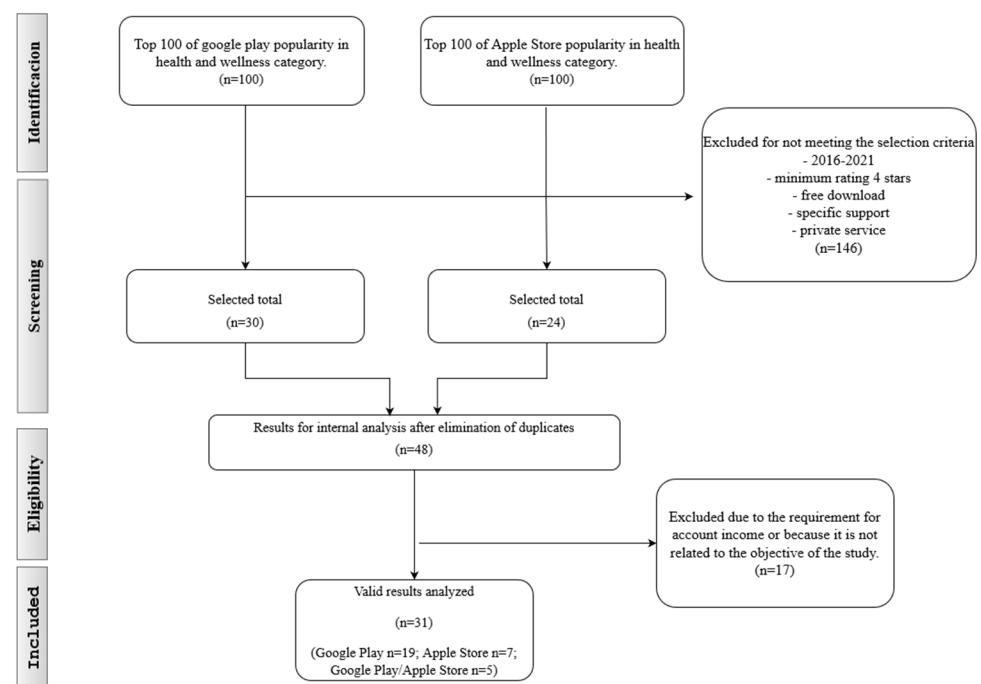 Identificacion
Top 100 of google play popularity in
health and wellness category.
(n=100)
Top 100 of Apple Store popularity in health
and wellness category.
(n=100)
Excluded for not meeting the selection criteria
- 2016-2021
- minimum rating 4 stars
- free download
- specific support
- private service
(n=146)
Screening
Selected total
(n=30)
Selected total
(n=24)
Results for internal analysis after elimination of duplicates
(n=48)
Eligibility
Excluded due to the requirement for
account income or because it is not
related to the objective of the study.
(n=17)
Included
Valid results analyzed
(n=31)
(Google Play n=19; Apple Store n=7;
Google Play/Apple Store n=5)